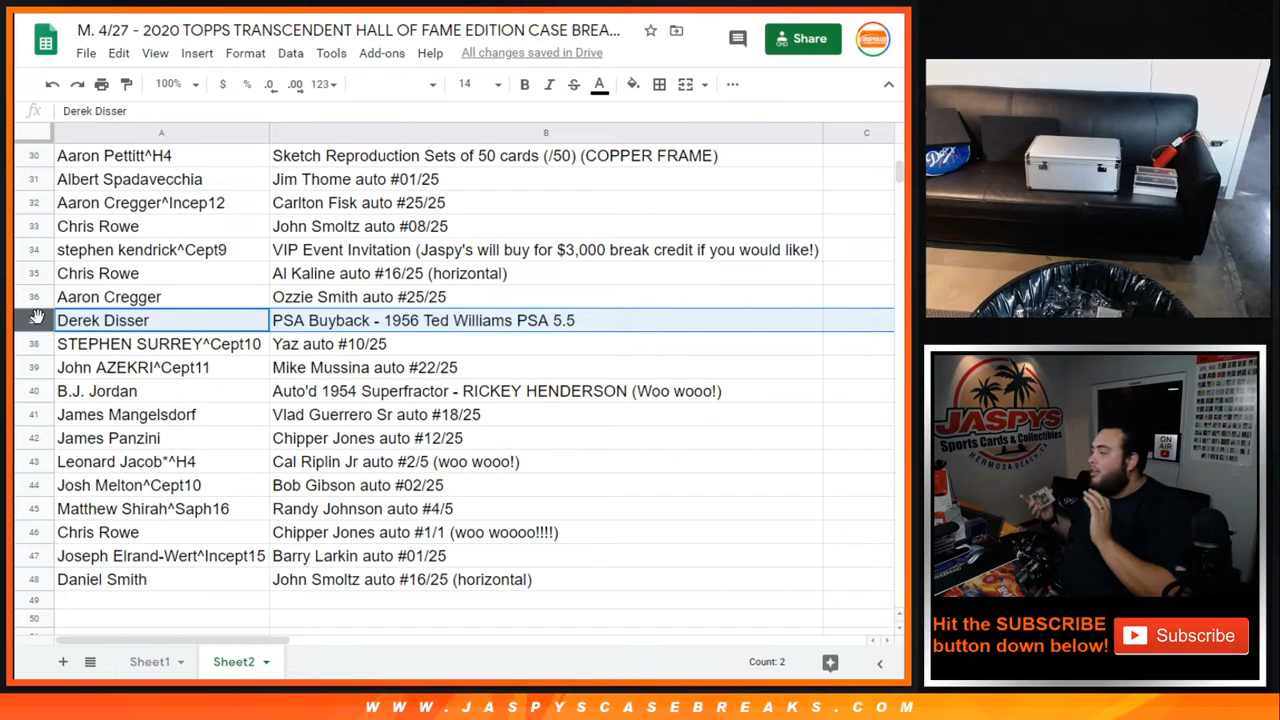 M. 4/27 - 2020 TOPPS TRANSCENDENT HALL OF FAME EDITION CASE BREA...
Share
File Edit View Insert Format Data Tools Add-ons Help All changes saved in Drive
100% $ % .0 .00 123 14 B I S A
fx Derek Disser
A B C
30 Aaron Pettitt^H4 Sketch Reproduction Sets of 50 cards (/50) (COPPER FRAME)
31 Albert Spadavecchia Jim Thome auto #01/25
32 Aaron Cregger^Incep12 Carlton Fisk auto #25/25
33 Chris Rowe John Smoltz auto #08/25
34 stephen kendrick^Cept9 VIP Event Invitation (Jaspy's will buy for $3,000 break credit if you would like!)
35 Chris Rowe Al Kaline auto #16/25 (horizontal)
36 Aaron Cregger Ozzie Smith auto #25/25
Derek Disser PSA Buyback - 1956 Ted Williams PSA 5.5
38 STEPHEN SURREY^Cept10 Yaz auto #10/25
39 John AZEKRI^Cept11 Mike Mussina auto #22/25
40 B.J. Jordan Auto'd 1954 Superfractor - RICKEY HENDERSON (Woo wooo!)
41 James Mangelsdorf Vlad Guerrero Sr auto #18/25
42 James Panzini Chipper Jones auto #12/25
43 Leonard Jacob*^H4 Cal Riplin Jr auto #2/5 (woo wooo!)
44 Josh Melton^Cept10 Bob Gibson auto #02/25
45 Matthew Shirah^Saph16 Randy Johnson auto #4/5
46 Chris Rowe Chipper Jones auto #1/1 (woo woooo!!!!)
47 Joseph Elrand-Wert^Incept15 Barry Larkin auto #01/25
48 Daniel Smith John Smoltz auto #16/25 (horizontal)
49
50
Sheet1 Sheet2 Count: 2
JASPYS
Sports Cards & Collectibles
HERMOSA BEACH, CA
ON AIR
Hit the SUBSCRIBE
button down below!
Subscribe
WWW.JASPYSCASEBREAKS.COM